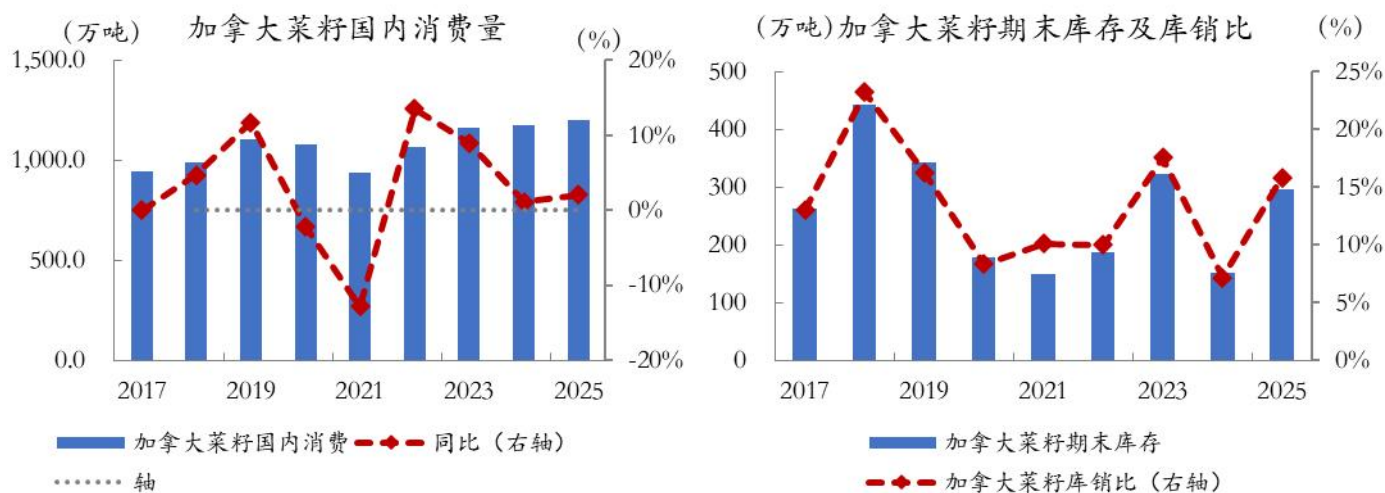 (万吨) 加拿大菜籽国内消费量 (%)
1,500.0 20%
10%
1,000.0
0%
500.0
-10%
0.0 -20%
2017 2019 2021 2023 2025
加拿大菜籽国内消费 同比（右轴）
轴
(万吨) 加拿大菜籽期末库存及库销比 (%)
500 25%
400 20%
300 15%
200 10%
100 5%
0 0%
2017 2019 2021 2023 2025
加拿大菜籽期末库存
加拿大菜籽库销比（右轴）